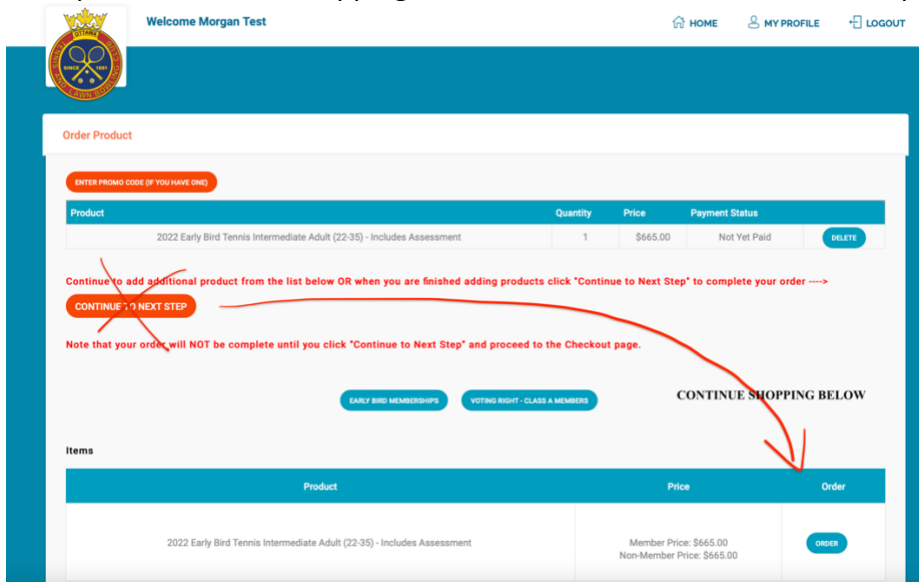 Welcome Morgan Test
HOME
MY PROFILE
LOGOUT
OTTAWA
SINCE 1881
AND LAWN BOWLING
Order Product
ENTER PROMO CODE (IF YOU HAVE ONE)
Product Quantity Price Payment Status
2022 Early Bird Tennis Intermediate Adult (22-35) - Includes Assessment 1 $665.00 Not Yet Paid DELETE
Continue to add additional product from the list below OR when you are finished adding products click "Continue to Next Step" to complete your order ---->
CONTINUE TO NEXT STEP
Note that your order will NOT be complete until you click "Continue to Next Step" and proceed to the Checkout page.
EARLY BIRD MEMBERSHIPS VOTING RIGHT - CLASS A MEMBERS CONTINUE SHOPPING BELOW
Items
Product Price Order
2022 Early Bird Tennis Intermediate Adult (22-35) - Includes Assessment Member Price: $665.00 ORDER
Non-Member Price: $665.00